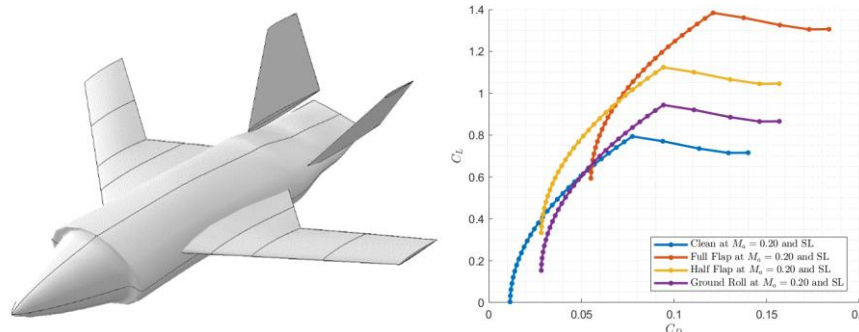 1.4
1.2
1
0.8
0.6
0.4
0.2
0
C_L
0
0.05
0.1
0.15
Clean at M_a = 0.20 and SL
Full Flap at M_a = 0.20 and SL
Half Flap at M_a = 0.20 and SL
Ground Roll at M_a = 0.20 and SL